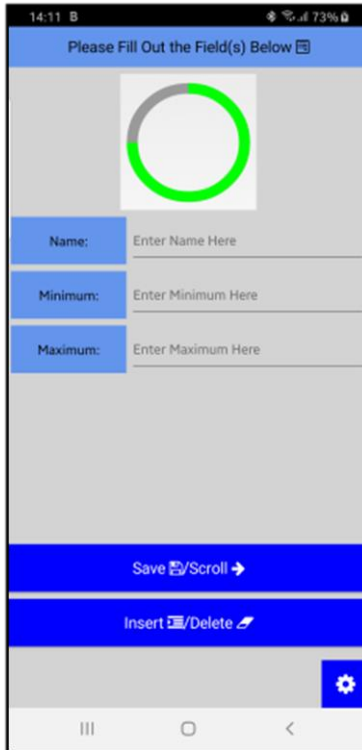 14:11 B 73%
Please Fill Out the Field(s) Below
Name: Enter Name Here
Minimum: Enter Minimum Here
Maximum: Enter Maximum Here
Save /Scroll
Insert /Delete